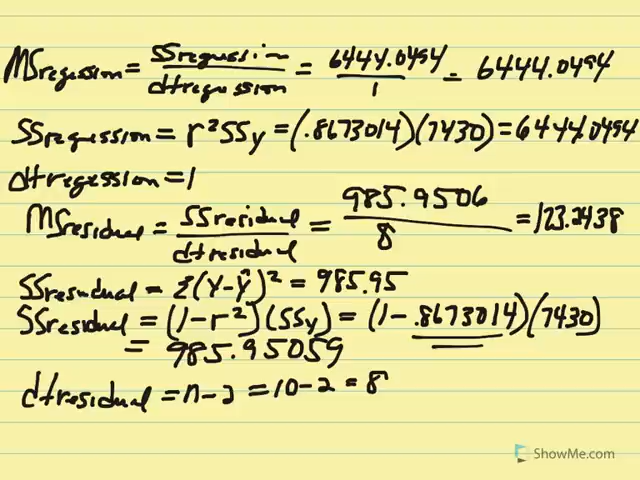 MSregession = SSregression / dfregression = 6444.0494 / 1 = 6444.0494
SSregression = r²SSy = (.8673014)(7430) = 6444.0494
dfregession = 1
MSresidual = SSresidual / dfresidual = 985.9506 / 8 = 123.2438
SSresidual = Σ(Y-Ŷ)² = 985.95
SSresidual = (1-r²)(SSy) = (1-.8673014)(7430)
= 985.95059
dfresidual = n-2 = 10-2 = 8
ShowMe.com